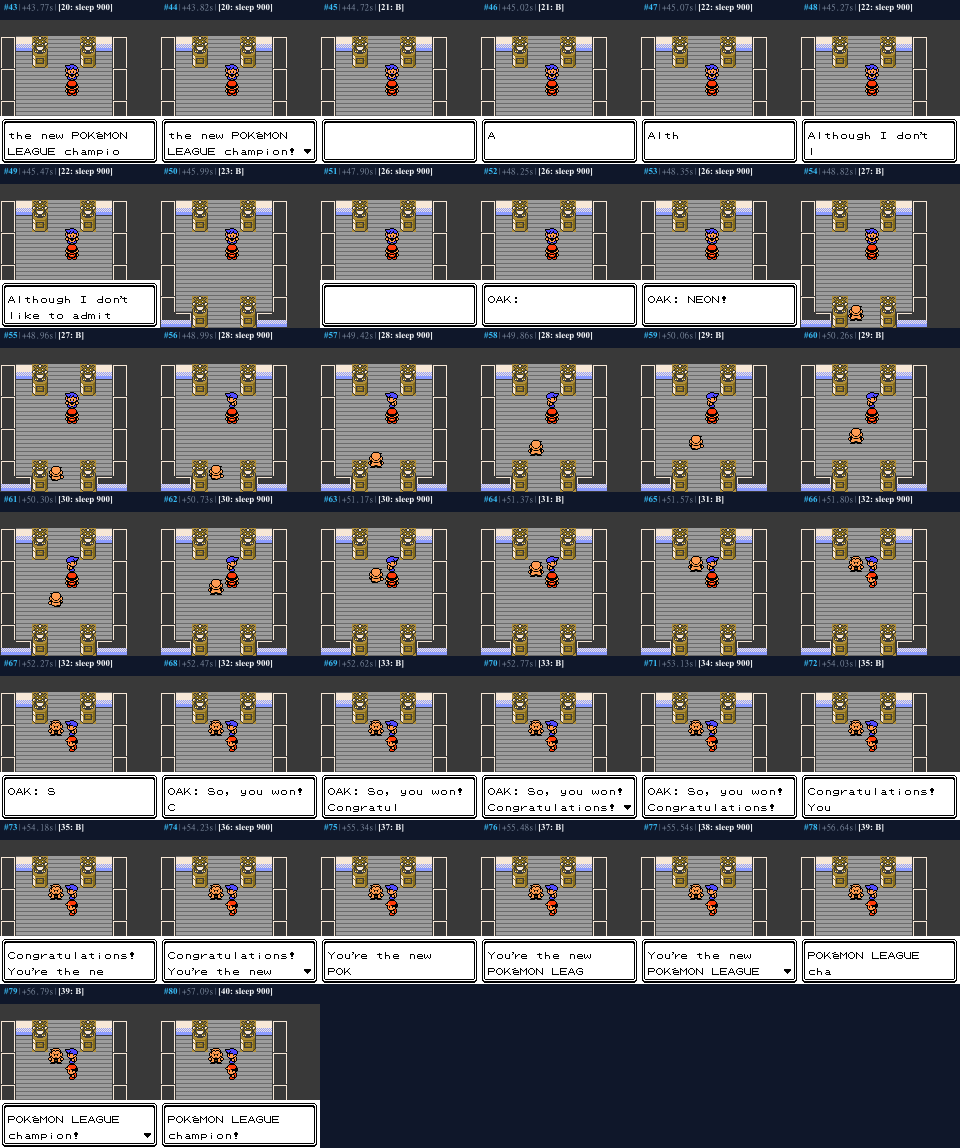 #43|+43.77s| [20: sleep 900]
#44|+43.82s| [20: sleep 900]
#45|+44.72s| [21: B]
#46|+45.02s| [21: B]
#47|+45.07s| [22: sleep 900]
#48|+45.27s| [22: sleep 900]
the new POKéMON
LEAGUE champio
the new POKéMON
LEAGUE champion! ▼
A
Alth
Although I don't
l
#49|+45.47s| [22: sleep 900]
#50|+45.99s| [23: B]
#51|+47.90s| [26: sleep 900]
#52|+48.25s| [26: sleep 900]
#53|+48.35s| [26: sleep 900]
#54|+48.82s| [27: B]
Although I don't
like to admit
OAK:
OAK: NEON!
#55|+48.96s| [27: B]
#56|+49.08s| [28: sleep 900]
#57|+49.42s| [28: sleep 900]
#58|+49.86s| [28: sleep 900]
#59|+50.06s| [29: B]
#60|+50.26s| [29: B]
#61|+50.30s| [30: sleep 900]
#62|+50.73s| [30: sleep 900]
#63|+51.17s| [30: sleep 900]
#64|+51.37s| [31: B]
#65|+51.57s| [31: B]
#66|+51.80s| [32: sleep 900]
#67|+52.27s| [32: sleep 900]
#68|+52.47s| [32: sleep 900]
#69|+52.62s| [33: B]
#70|+52.77s| [33: B]
#71|+53.13s| [34: sleep 900]
#72|+54.03s| [35: B]
OAK: S
OAK: So, you won!
C
OAK: So, you won!
Congratul
OAK: So, you won!
Congratulations! ▼
OAK: So, you won!
Congratulations!
Congratulations!
You
#73|+54.18s| [35: B]
#74|+54.23s| [36: sleep 900]
#75|+55.34s| [37: B]
#76|+55.48s| [37: B]
#77|+55.54s| [38: sleep 900]
#78|+56.64s| [39: B]
Congratulations!
You're the ne
Congratulations!
You're the new ▼
You're the new
POK
You're the new
POKéMON LEAG
You're the new
POKéMON LEAGUE ▼
POKéMON LEAGUE
cha
#79|+56.79s| [39: B]
#80|+57.09s| [40: sleep 900]
POKéMON LEAGUE
champion! ▼
POKéMON LEAGUE
champion!